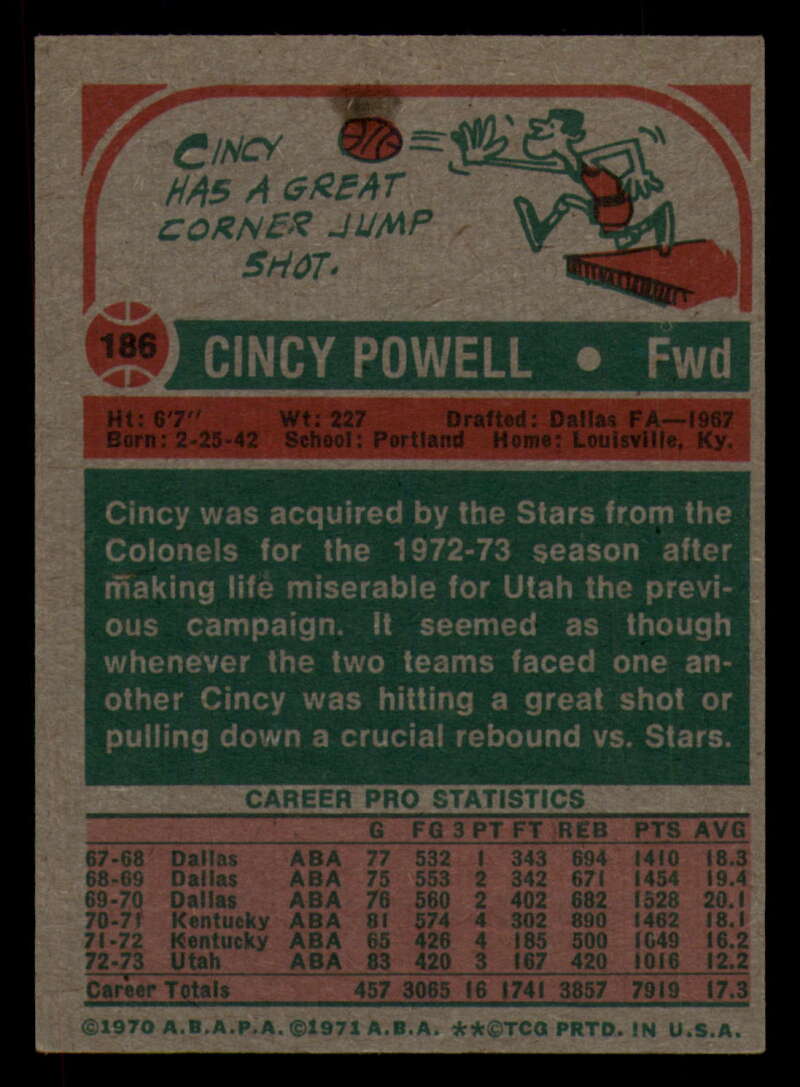 CINCY
HAS A GREAT
CORNER JUMP
SHOT.
186 CINCY POWELL • Fwd
Ht: 6'7" Wt: 227 Drafted: Dallas FA—1967
Born: 2-25-42 School: Portland Home: Louisville, Ky.
Cincy was acquired by the Stars from the
Colonels for the 1972-73 season after
making life miserable for Utah the previ-
ous campaign. It seemed as though
whenever the two teams faced one an-
other Cincy was hitting a great shot or
pulling down a crucial rebound vs. Stars.
CAREER PRO STATISTICS
G FG 3 PT FT REB PTS AVG
67-68 Dallas ABA 77 532 1 343 694 1410 18.3
68-69 Dallas ABA 75 553 2 342 671 1454 19.4
69-70 Dallas ABA 76 560 2 402 682 1528 20.1
70-71 Kentucky ABA 81 574 4 302 890 1462 18.1
71-72 Kentucky ABA 65 426 4 185 500 1049 16.2
72-73 Utah ABA 83 420 3 167 420 1016 12.2
Career Totals 457 3065 16 1741 3857 7919 17.3
©1970 A.B.A.P.A. ©1971 A.B.A. **©TCG PRTD. IN U.S.A.